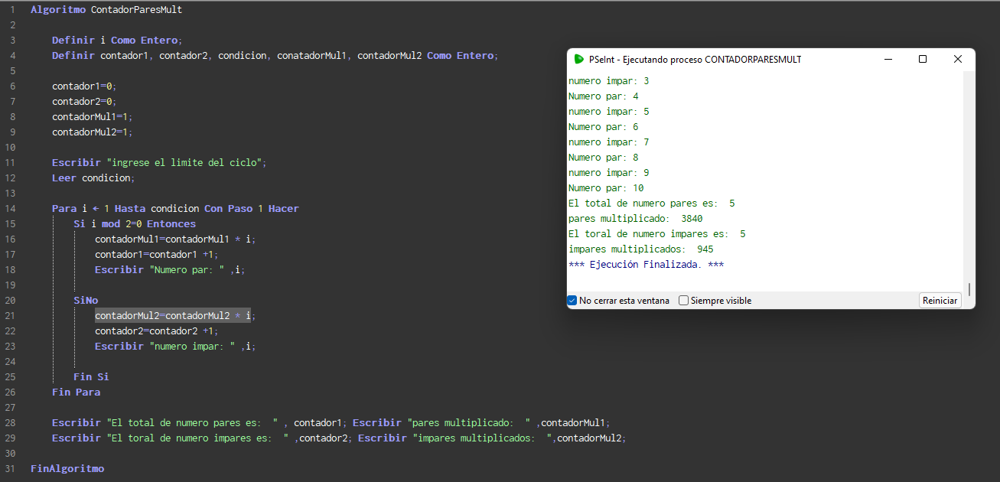 1 Algoritmo ContadorParesMult
2
3 Definir i Como Entero;
4 Definir contador1, contador2, condicion, conatadorMul1, contadorMul2 Como Entero;
5
6 contador1=0;
7 contador2=0;
8 contadorMul1=1;
9 contadorMul2=1;
10
11 Escribir "ingrese el limite del ciclo";
12 Leer condicion;
13
14 Para i ← 1 Hasta condicion Con Paso 1 Hacer
15 Si i mod 2=0 Entonces
16 contadorMul1=contadorMul1 * i;
17 contador1=contador1 +1;
18 Escribir "Numero par: " ,i;
19
20 SiNo
21 contadorMul2=contadorMul2 * i;
22 contador2=contador2 +1;
23 Escribir "numero impar: " ,i;
24
25 Fin Si
26 Fin Para
27
28 Escribir "El total de numero pares es:  " , contador1; Escribir "pares multiplicado:  " ,contadorMul1;
29 Escribir "El toral de numero impares es:  " ,contador2; Escribir "impares multiplicados:  ",contadorMul2;
30
31 FinAlgoritmo
PSeInt - Ejecutando proceso CONTADORPARESMULT
numero impar: 3
Numero par: 4
numero impar: 5
Numero par: 6
numero impar: 7
Numero par: 8
numero impar: 9
Numero par: 10
El total de numero pares es:  5
pares multiplicado:  3840
El toral de numero impares es:  5
impares multiplicados:  945
*** Ejecución Finalizada. ***
No cerrar esta ventana Siempre visible Reiniciar